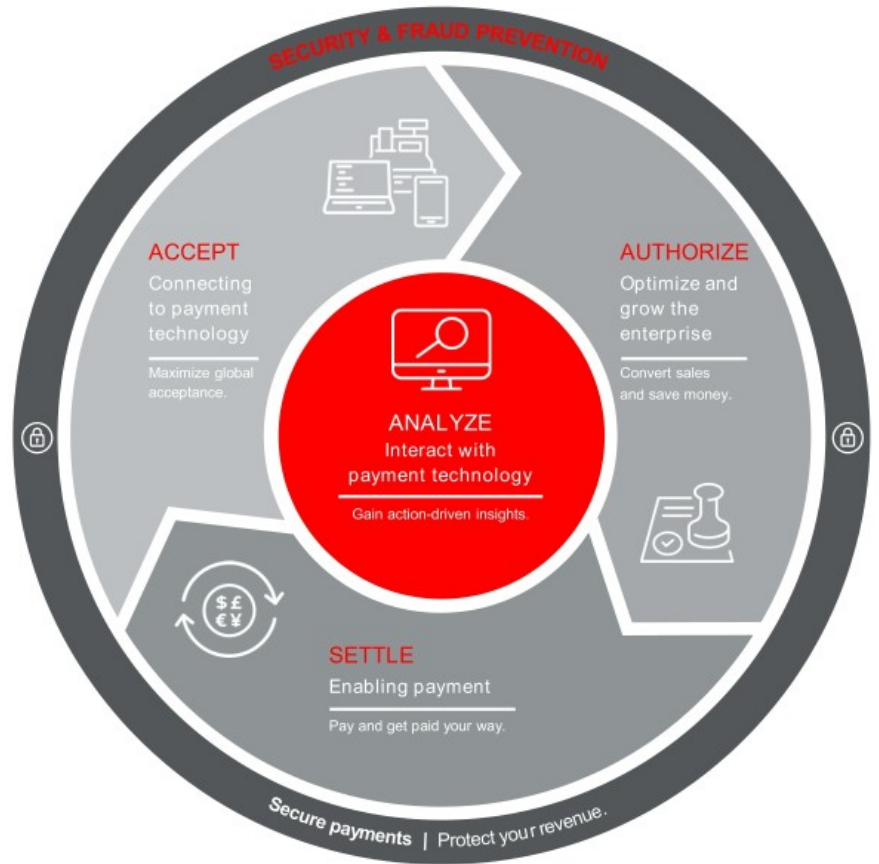 SECURITY & FRAUD PREVENTION
ACCEPT
Connecting
to payment
technology
Maximize global
acceptance.
AUTHORIZE
Optimize and
grow the
enterprise
Convert sales
and save money.
ANALYZE
Interact with
payment technology
Gain action-driven insights.
$£
€¥
SETTLE
Enabling payment
Pay and get paid your way.
Secure payments | Protect your revenue.